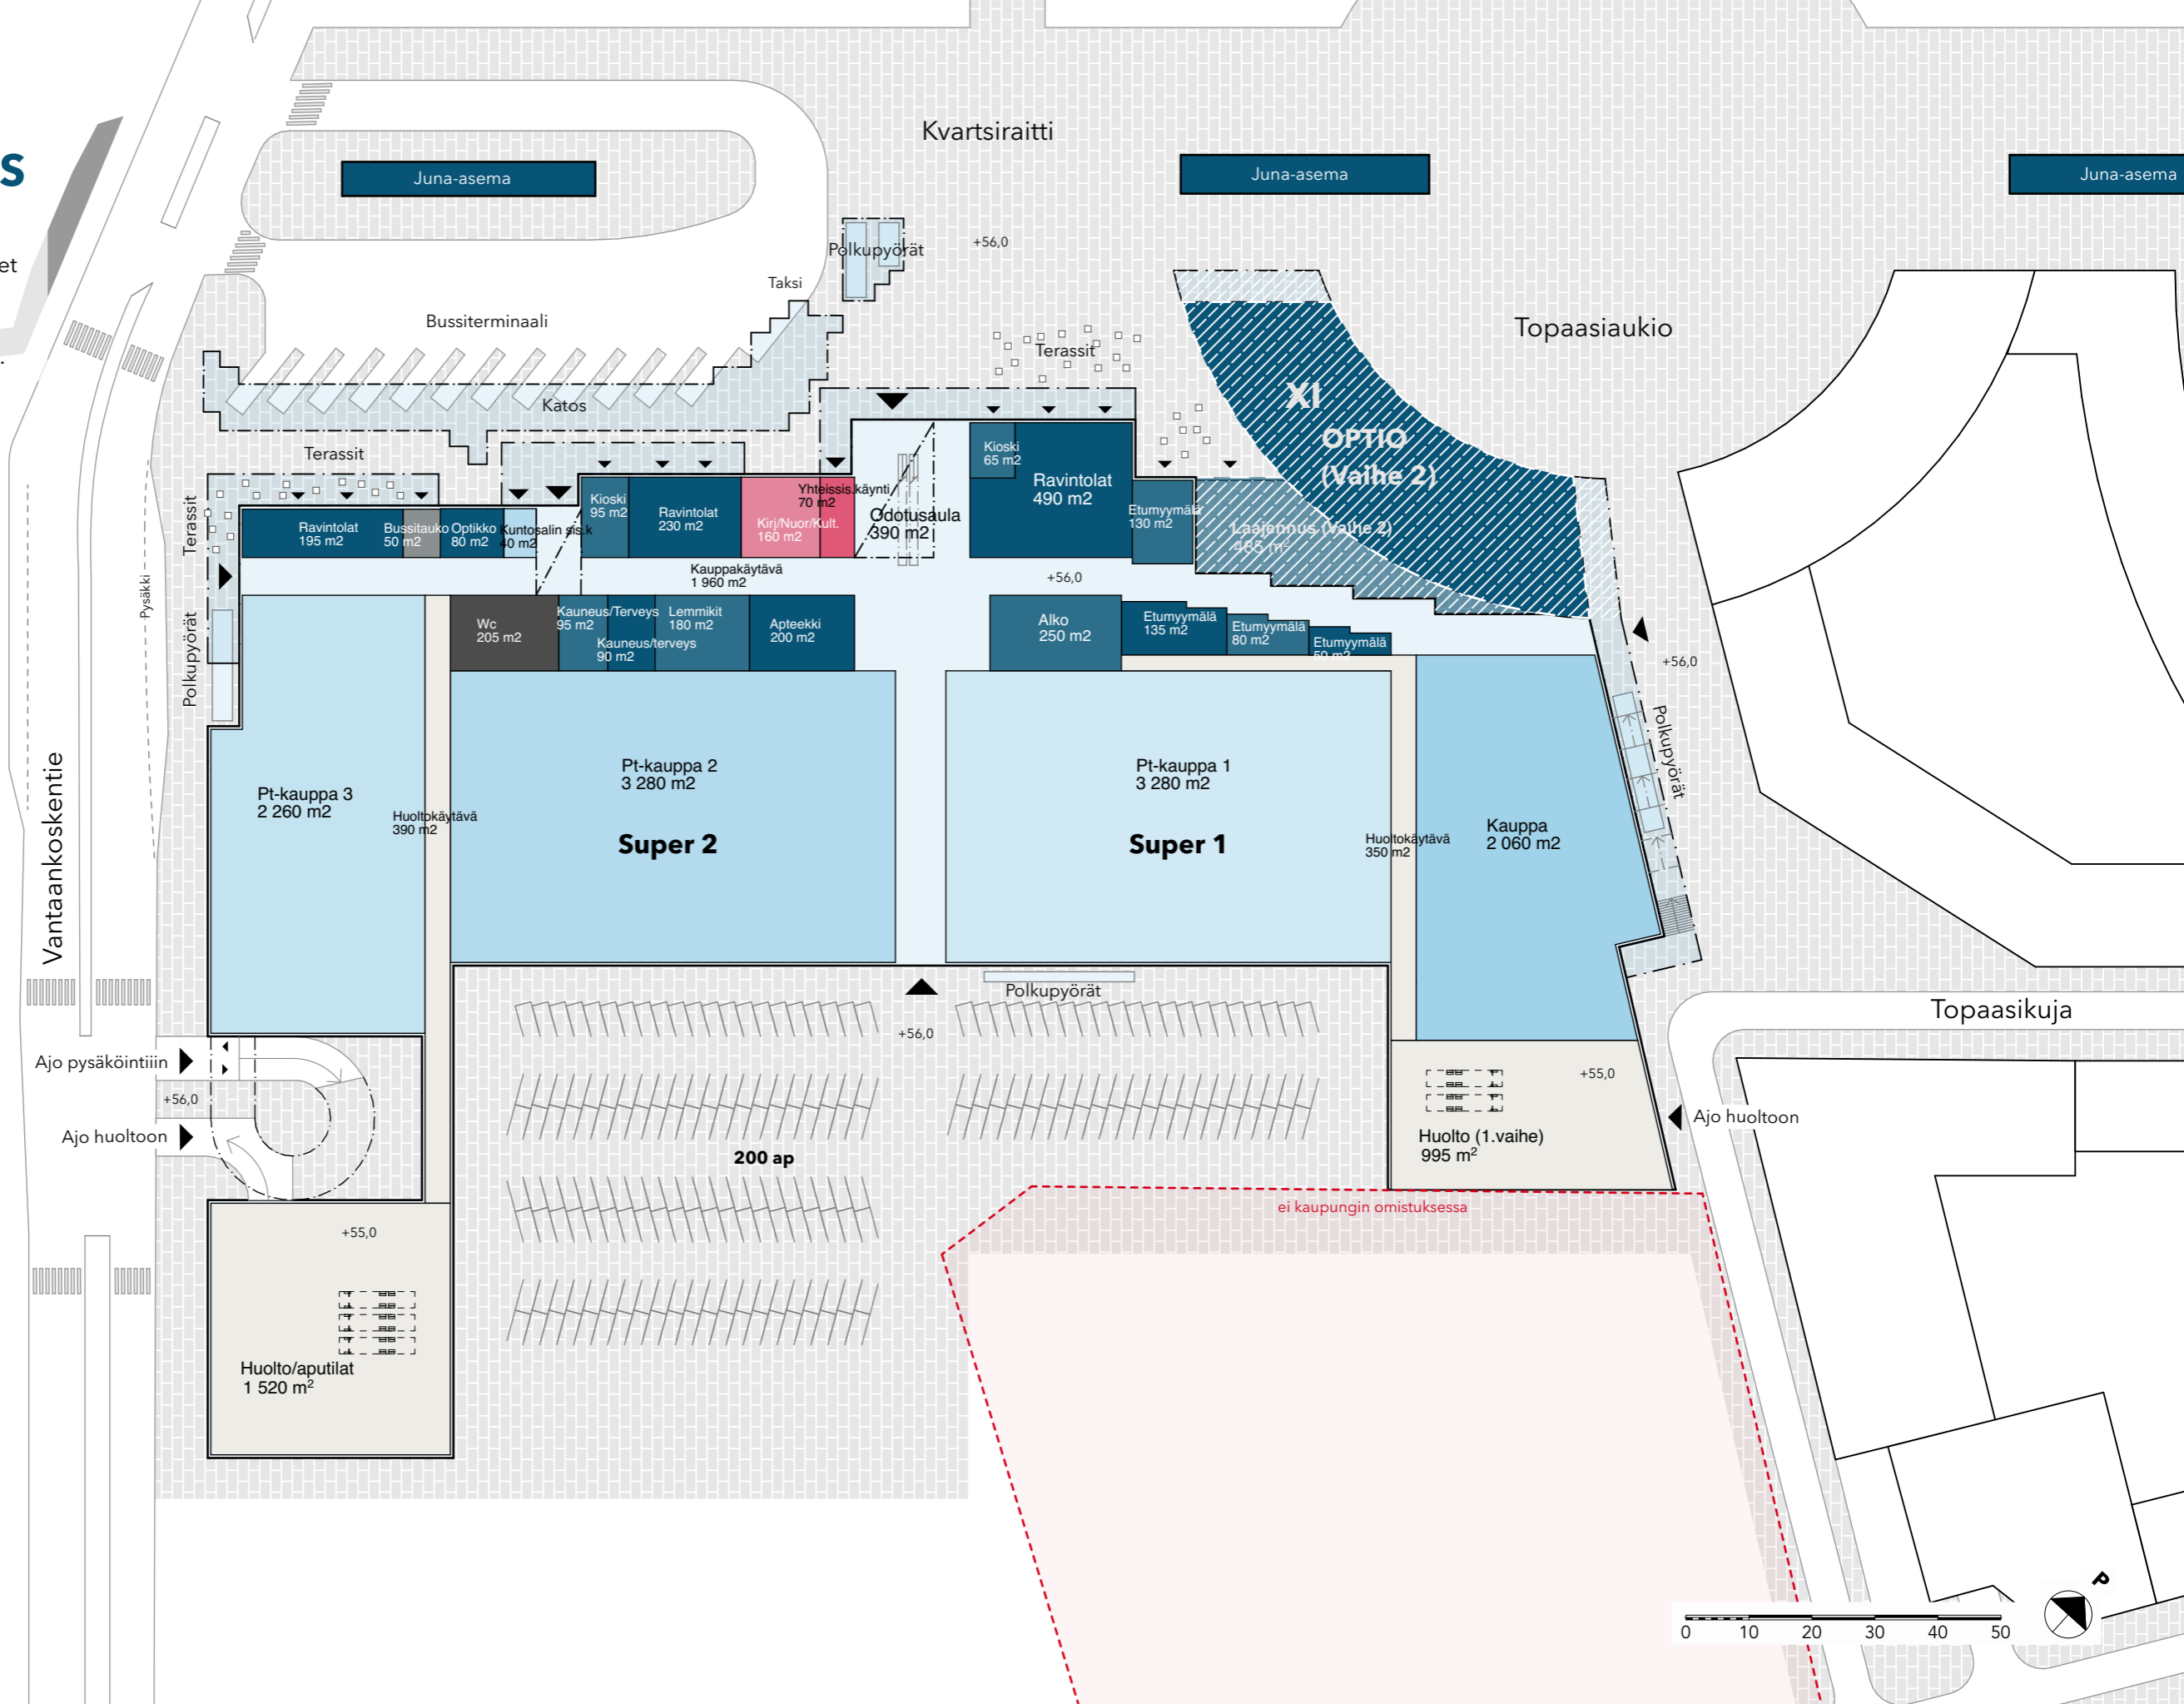 s
et
.
Kvartsiraitti
Juna-asema
Juna-asema
Juna-asema
Polkupyörät
+56,0
Taksi
Bussiterminaali
Topaasiaukio
Terassit
Katos
XI
OPTIO
(Vaihe 2)
Terassit
Terassit
Pysäkki
Polkupyörät
Vantaankoskentie
Ravintolat
195 m2
Bussitauko
50 m2
Optikko
80 m2
Kuntosalin sis.k
40 m2
Kioski
95 m2
Ravintolat
230 m2
Kirj/Nuor/Kult.
160 m2
Yhteissis.käynti
70 m2
Odotusaula
390 m2
Kioski
65 m2
Ravintolat
490 m2
Etumyymälä
130 m2
Laajennus (Vaihe 2)
485 m²
Kauppakäytävä
1 960 m2
+56,0
Wc
205 m2
Kauneus/Terveys
95 m2
Kauneus/terveys
90 m2
Lemmikit
180 m2
Apteekki
200 m2
Alko
250 m2
Etumyymälä
135 m2
Etumyymälä
80 m2
Etumyymälä
50 m2
+56,0
Polkupyörät
Pt-kauppa 3
2 260 m2
Huoltokäytävä
390 m2
Pt-kauppa 2
3 280 m2
Super 2
Pt-kauppa 1
3 280 m2
Super 1
Huoltokäytävä
350 m2
Kauppa
2 060 m2
Polkupyörät
+56,0
Topaasikuja
Ajo pysäköintiin
+56,0
Ajo huoltoon
200 ap
+55,0
Huolto (1.vaihe)
995 m²
Ajo huoltoon
ei kaupungin omistuksessa
+55,0
Huolto/aputilat
1 520 m²
P
0 10 20 30 40 50